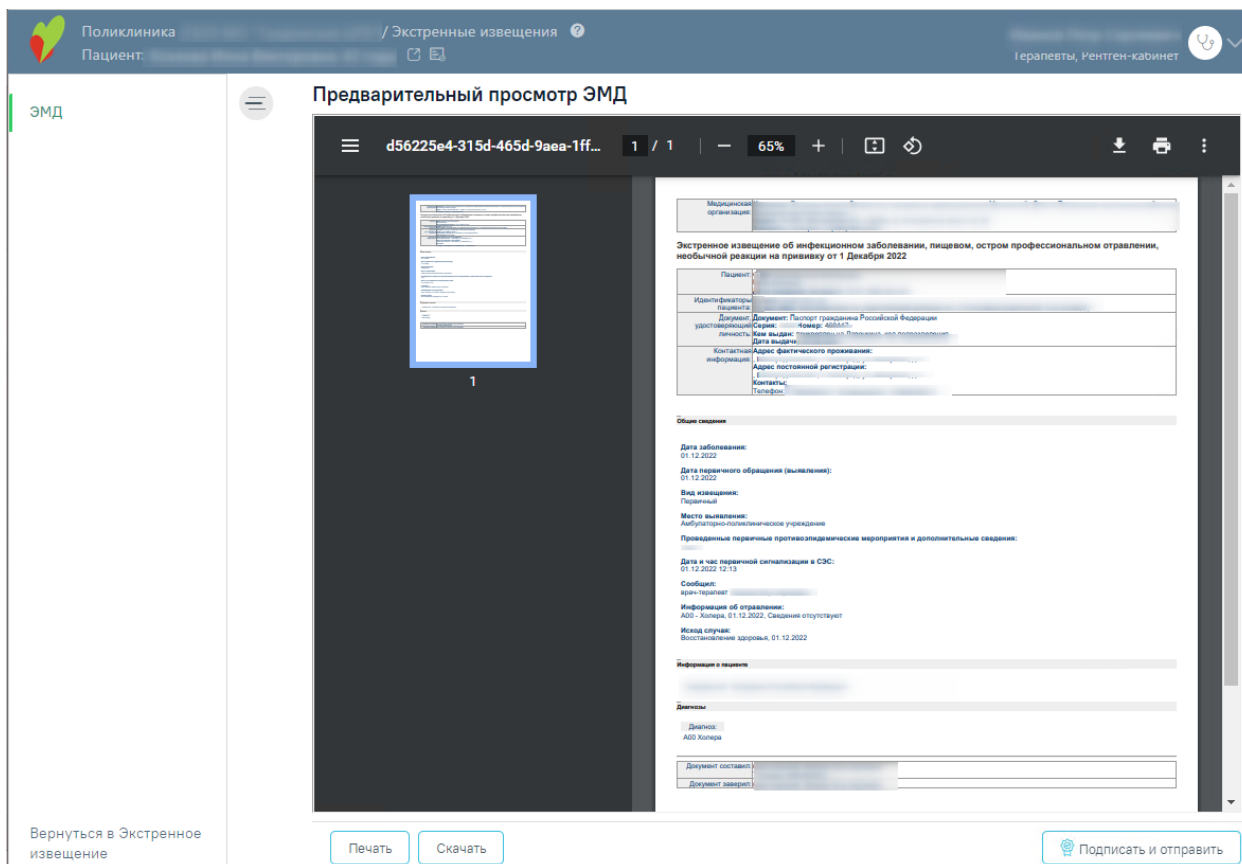 Поликлиника / Экстренные извещения ?
Пациент:
Терапевты, Рентген-кабинет
ЭМД
Предварительный просмотр ЭМД
d56225e4-315d-465d-9aea-1ff... 1 / 1 65%
1
Медицинская
организация:
Экстренное извещение об инфекционном заболевании, пищевом, остром профессиональном отравлении,
необычной реакции на прививку от 1 Декабря 2022
Пациент:
Идентификаторы
пациента:
Документ, удостоверяющий личность:
Документ: Паспорт гражданина Российской Федерации
Серия: Номер:
Кем выдан:
Дата выдачи
Контактная
информация:
Адрес фактического проживания:
Адрес постоянной регистрации:
Контакты:
Телефон:
Общие сведения
Дата заболевания:
01.12.2022
Дата первичного обращения (выявления):
01.12.2022
Вид извещения:
Первичный
Место выявления:
Амбулаторно-поликлиническое учреждение
Проведенные первичные противоэпидемические мероприятия и дополнительные сведения:
Дата и час первичной сигнализации в СЭС:
01.12.2022 12:13
Сообщил:
врач-терапевт
Информация об отравлении:
A00 - Холера, 01.12.2022, Сведения отсутствуют
Исход случая:
Восстановление здоровья, 01.12.2022
Информация о пациенте
Диагнозы
Диагноз:
A00 Холера
Документ составил:
Документ заверил:
Вернуться в Экстренное
извещение
Печать
Скачать
Подписать и отправить